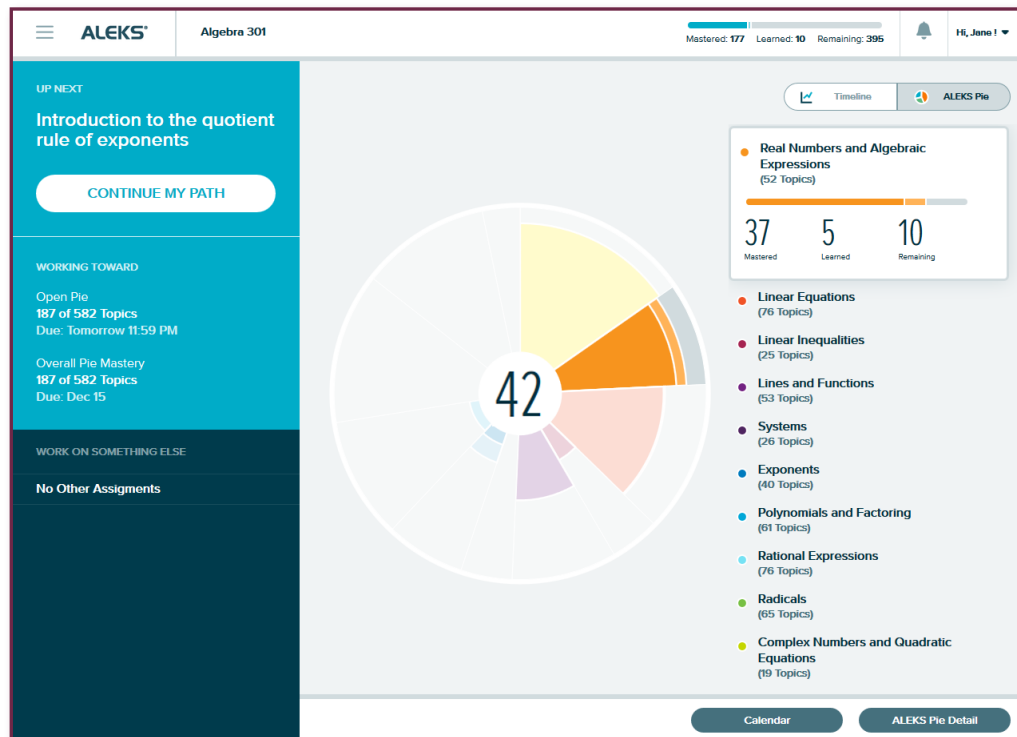 ALEKS®
Algebra 301
Mastered: 177 Learned: 10 Remaining: 395
Hi, Jane !
UP NEXT
Introduction to the quotient
rule of exponents
CONTINUE MY PATH
WORKING TOWARD
Open Pie
187 of 582 Topics
Due: Tomorrow 11:59 PM
Overall Pie Mastery
187 of 582 Topics
Due: Dec 15
WORK ON SOMETHING ELSE
No Other Assigments
Timeline
ALEKS Pie
42
Real Numbers and Algebraic
Expressions
(52 Topics)
37 5 10
Mastered Learned Remaining
Linear Equations
(76 Topics)
Linear Inequalities
(25 Topics)
Lines and Functions
(53 Topics)
Systems
(26 Topics)
Exponents
(40 Topics)
Polynomials and Factoring
(61 Topics)
Rational Expressions
(76 Topics)
Radicals
(65 Topics)
Complex Numbers and Quadratic
Equations
(19 Topics)
Calendar
ALEKS Pie Detail